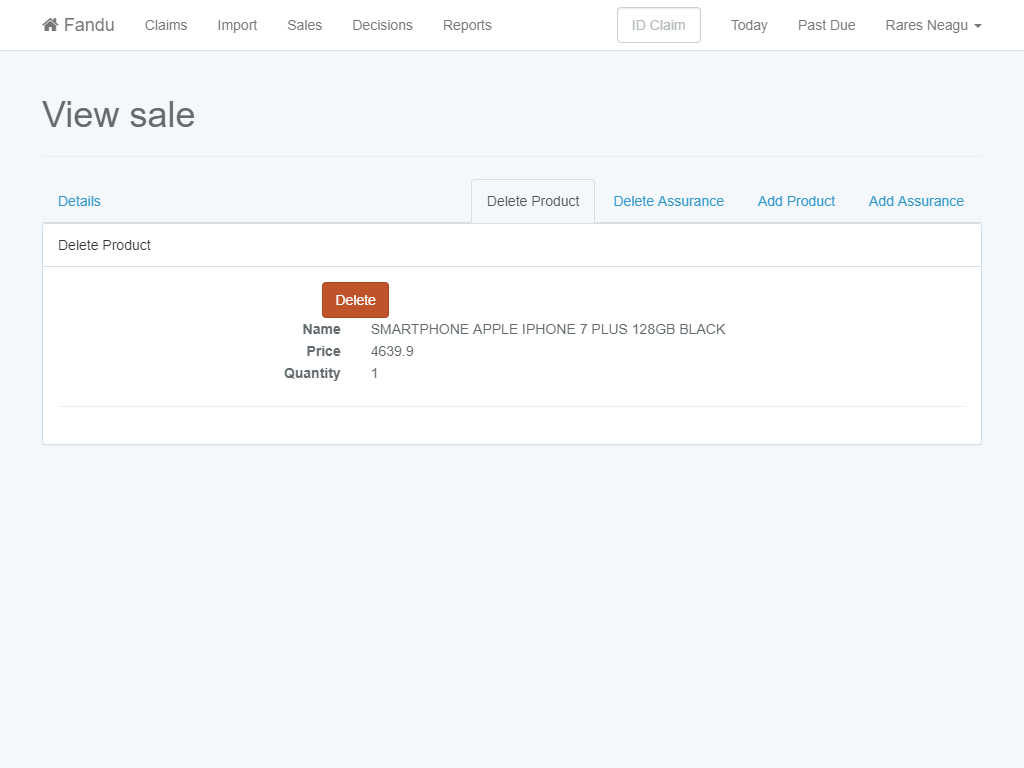 Fandu Claims Import Sales Decisions Reports ID Claim Today Past Due Rares Neagu
View sale
Details Delete Product Delete Assurance Add Product Add Assurance
Delete Product
Delete
Name SMARTPHONE APPLE IPHONE 7 PLUS 128GB BLACK
Price 4639.9
Quantity 1